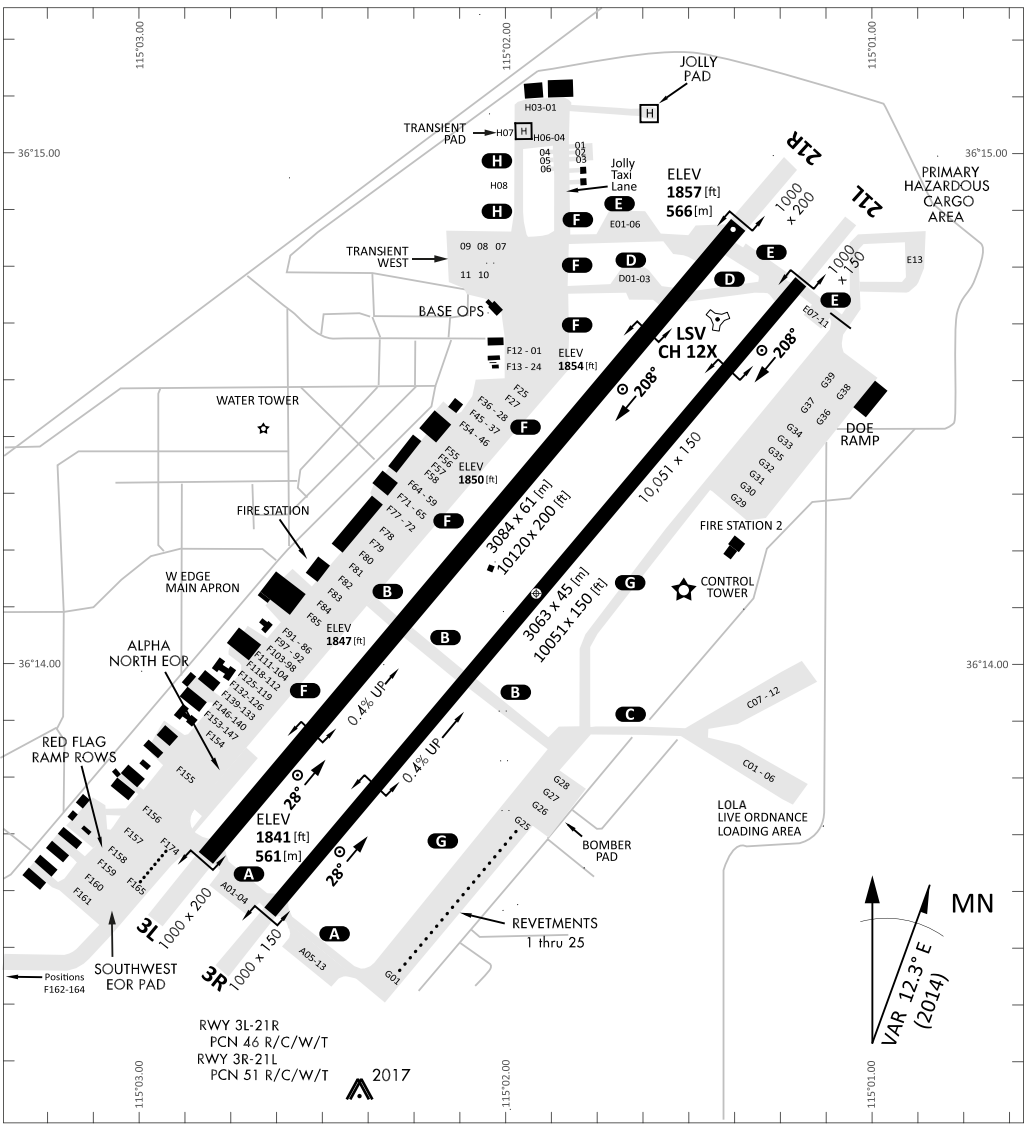 115°03.00
115°02.00
115°01.00
JOLLY
PAD
H03-01
H
TRANSIENT
PAD
H07
H
H06-04
21R
36°15.00
36°15.00
H
04
05
06
01
02
03
Jolly
Taxi
Lane
ELEV
1857 [ft]
566 [m]
1000
x 200
PRIMARY
HAZARDOUS
CARGO
AREA
H08
21L
H
F
E
E01-06
TRANSIENT
WEST
09 08 07
11 10
F
D
D01-03
D
E
1000
x 150
E13
BASE OPS
F
E
E07-11
LSV
CH 12X
208°
208°
F12 - 01
F13 - 24
ELEV
1854 [ft]
F25
F27
F36 - 28
F45 - 37
F54 - 46
F
WATER TOWER
G39
G38
G37
G36
G34
G33
G35
G32
G31
G30
G29
DOE
RAMP
F55
F56
F57
F58
ELEV
1850 [ft]
F64 - 59
F71 - 65
F77 - 72
10,051 x 150
FIRE STATION
F78
F79
F80
F81
F82
F83
F84
F85
F
3084 x 61 [m]
10120x 200 [ft]
FIRE STATION 2
W EDGE
MAIN APRON
B
G
CONTROL
TOWER
3063 x 45 [m]
10051x 150 [ft]
ELEV
1847 [ft]
B
ALPHA
NORTH EOR
F91 - 86
F97 - 92
F103-98
F111-104
F118-112
F125-119
F132-126
F139-133
F146-140
F153-147
F154
36°14.00
36°14.00
F
B
0.4% UP
C07 - 12
C
RED FLAG
RAMP ROWS
0.4% UP
F155
C01 - 06
28°
G28
G27
G26
G25
F156
F157
F158
F159
F160
F161
F174
F165
ELEV
1841 [ft]
561 [m]
LOLA
LIVE ORDNANCE
LOADING AREA
BOMBER
PAD
28°
G
A
A01-04
3L
1000 x 200
REVETMENTS
1 thru 25
MN
A
A05-13
1000 x 150
3R
G01
Positions
F162-164
SOUTHWEST
EOR PAD
VAR 12.3° E
(2014)
RWY 3L-21R
PCN 46 R/C/W/T
RWY 3R-21L
PCN 51 R/C/W/T
2017
115°03.00
115°02.00
115°01.00